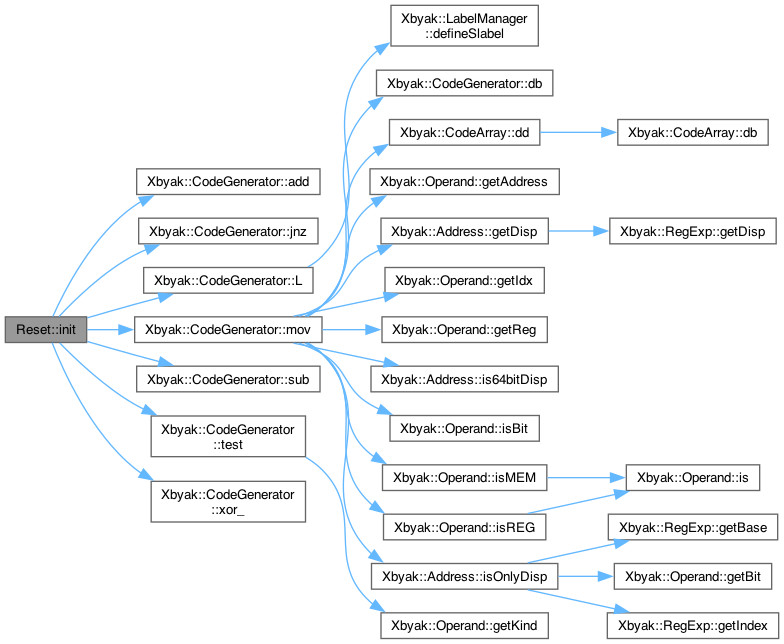 Reset::init
Xbyak::CodeGenerator::add
Xbyak::CodeGenerator::jnz
Xbyak::CodeGenerator::L
Xbyak::CodeGenerator::mov
Xbyak::CodeGenerator::sub
Xbyak::CodeGenerator
::test
Xbyak::CodeGenerator
::xor_
Xbyak::LabelManager
::defineSlabel
Xbyak::CodeGenerator::db
Xbyak::CodeArray::dd
Xbyak::Operand::getAddress
Xbyak::Address::getDisp
Xbyak::Operand::getIdx
Xbyak::Operand::getReg
Xbyak::Address::is64bitDisp
Xbyak::Operand::isBit
Xbyak::Operand::isMEM
Xbyak::Operand::isREG
Xbyak::Address::isOnlyDisp
Xbyak::Operand::getKind
Xbyak::CodeArray::db
Xbyak::RegExp::getDisp
Xbyak::Operand::is
Xbyak::RegExp::getBase
Xbyak::Operand::getBit
Xbyak::RegExp::getIndex